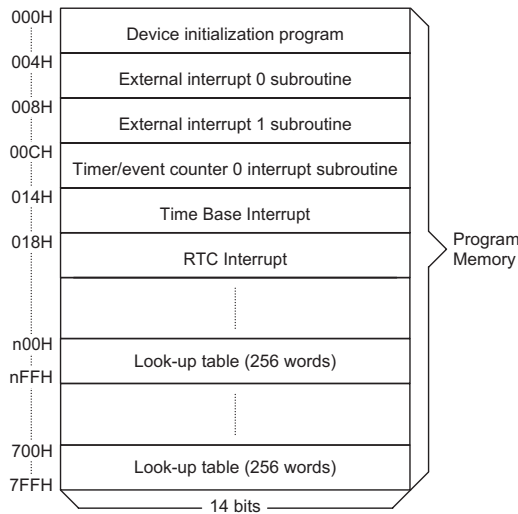 000H
Device initialization program
004H
External interrupt 0 subroutine
008H
External interrupt 1 subroutine
00CH
Timer/event counter 0 interrupt subroutine
014H
Time Base Interrupt
018H
RTC Interrupt
Program
Memory
n00H
Look-up table (256 words)
nFFH
700H
Look-up table (256 words)
7FFH
14 bits